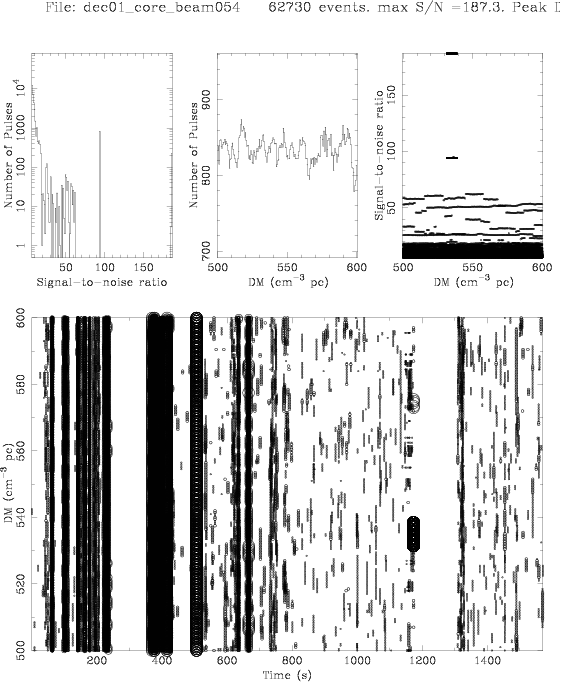 File: dec01_core_beam054 62730 events. max S/N =187.3. Peak D
Number of Pulses
1 10 100 1000 10⁴
50 100 150
Signal-to-noise ratio
Number of Pulses
700 800 900
500 550 600
DM (cm⁻³ pc)
Signal-to-noise ratio
50 100 150
500 550 600
DM (cm⁻³ pc)
DM (cm⁻³ pc)
500 520 540 560 580 600
200 400 600 800 1000 1200 1400
Time (s)